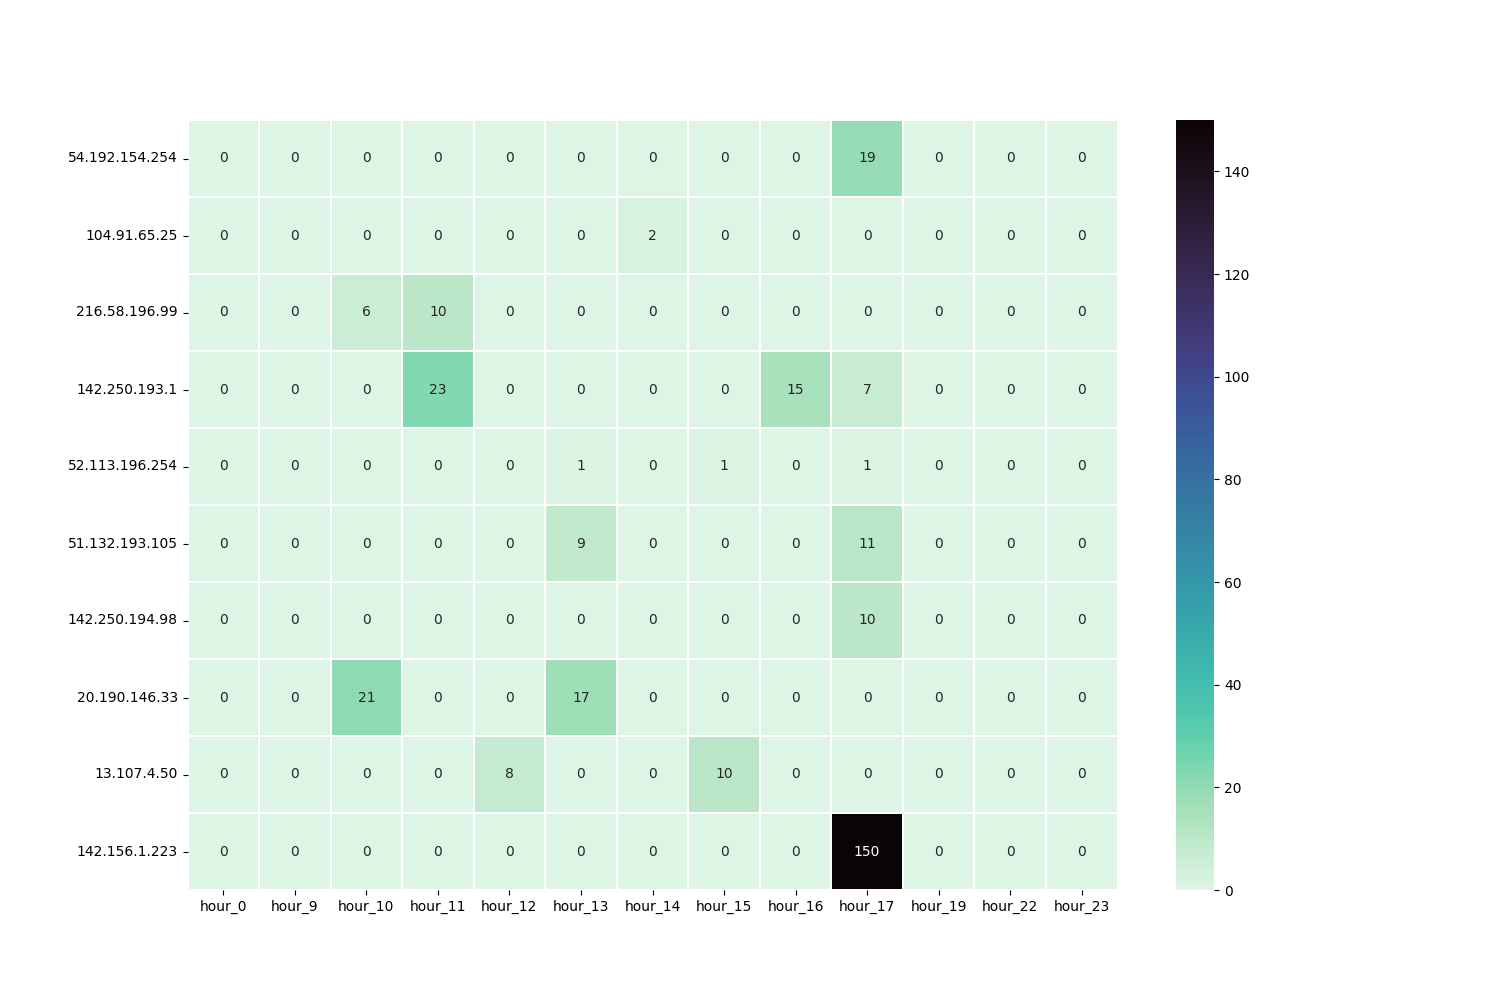 54.192.154.254 0 0 0 0 0 0 0 0 0 19 0 0 0
104.91.65.25 0 0 0 0 0 0 2 0 0 0 0 0 0
216.58.196.99 0 0 6 10 0 0 0 0 0 0 0 0 0
142.250.193.1 0 0 0 23 0 0 0 0 15 7 0 0 0
52.113.196.254 0 0 0 0 0 1 0 1 0 1 0 0 0
51.132.193.105 0 0 0 0 0 9 0 0 0 11 0 0 0
142.250.194.98 0 0 0 0 0 0 0 0 0 10 0 0 0
20.190.146.33 0 0 21 0 0 17 0 0 0 0 0 0 0
13.107.4.50 0 0 0 0 8 0 0 10 0 0 0 0 0
142.156.1.223 0 0 0 0 0 0 0 0 0 150 0 0 0
hour_0 hour_9 hour_10 hour_11 hour_12 hour_13 hour_14 hour_15 hour_16 hour_17 hour_19 hour_22 hour_23
140
120
100
80
60
40
20
0